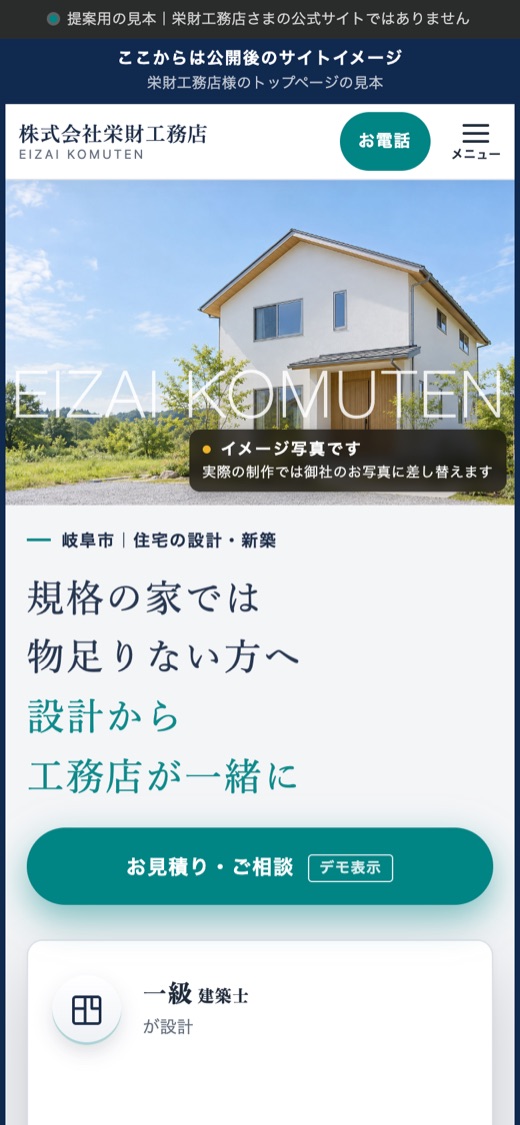 提案用の見本｜栄財工務店さまの公式サイトではありません
ここからは公開後のサイトイメージ
栄財工務店様のトップページの見本
株式会社栄財工務店
EIZAI KOMUTEN
お電話
メニュー
EIZAI KOMUTEN
イメージ写真です
実際の制作では御社のお写真に差し替えます
岐阜市｜住宅の設計・新築
規格の家では
物足りない方へ
設計から
工務店が一緒に
お見積り・ご相談 デモ表示
一級 建築士
が設計